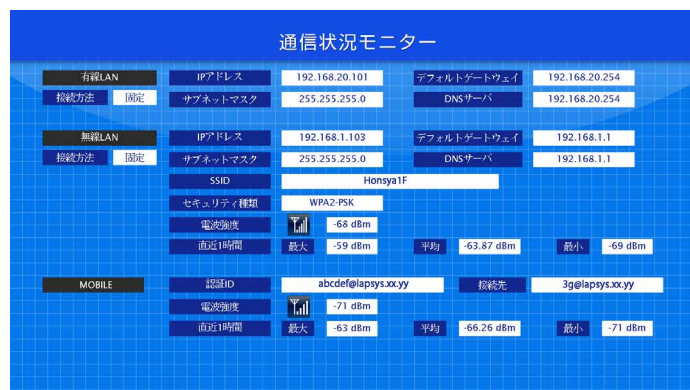 通信状況モニター
有線LAN IPアドレス 192.168.20.101 デフォルトゲートウェイ 192.168.20.254
接続方法 固定 サブネットマスク 255.255.255.0 DNSサーバ 192.168.20.254
無線LAN IPアドレス 192.168.1.103 デフォルトゲートウェイ 192.168.1.1
接続方法 固定 サブネットマスク 255.255.255.0 DNSサーバ 192.168.1.1
SSID Honsya1F
セキュリティ種類 WPA2-PSK
電波強度 -68 dBm
直近1時間 最大 -59 dBm 平均 -63.87 dBm 最小 -69 dBm
MOBILE 認証ID abcdef@lapsys.xx.yy 接続先 3g@lapsys.xx.yy
電波強度 -71 dBm
直近1時間 最大 -63 dBm 平均 -66.26 dBm 最小 -71 dBm